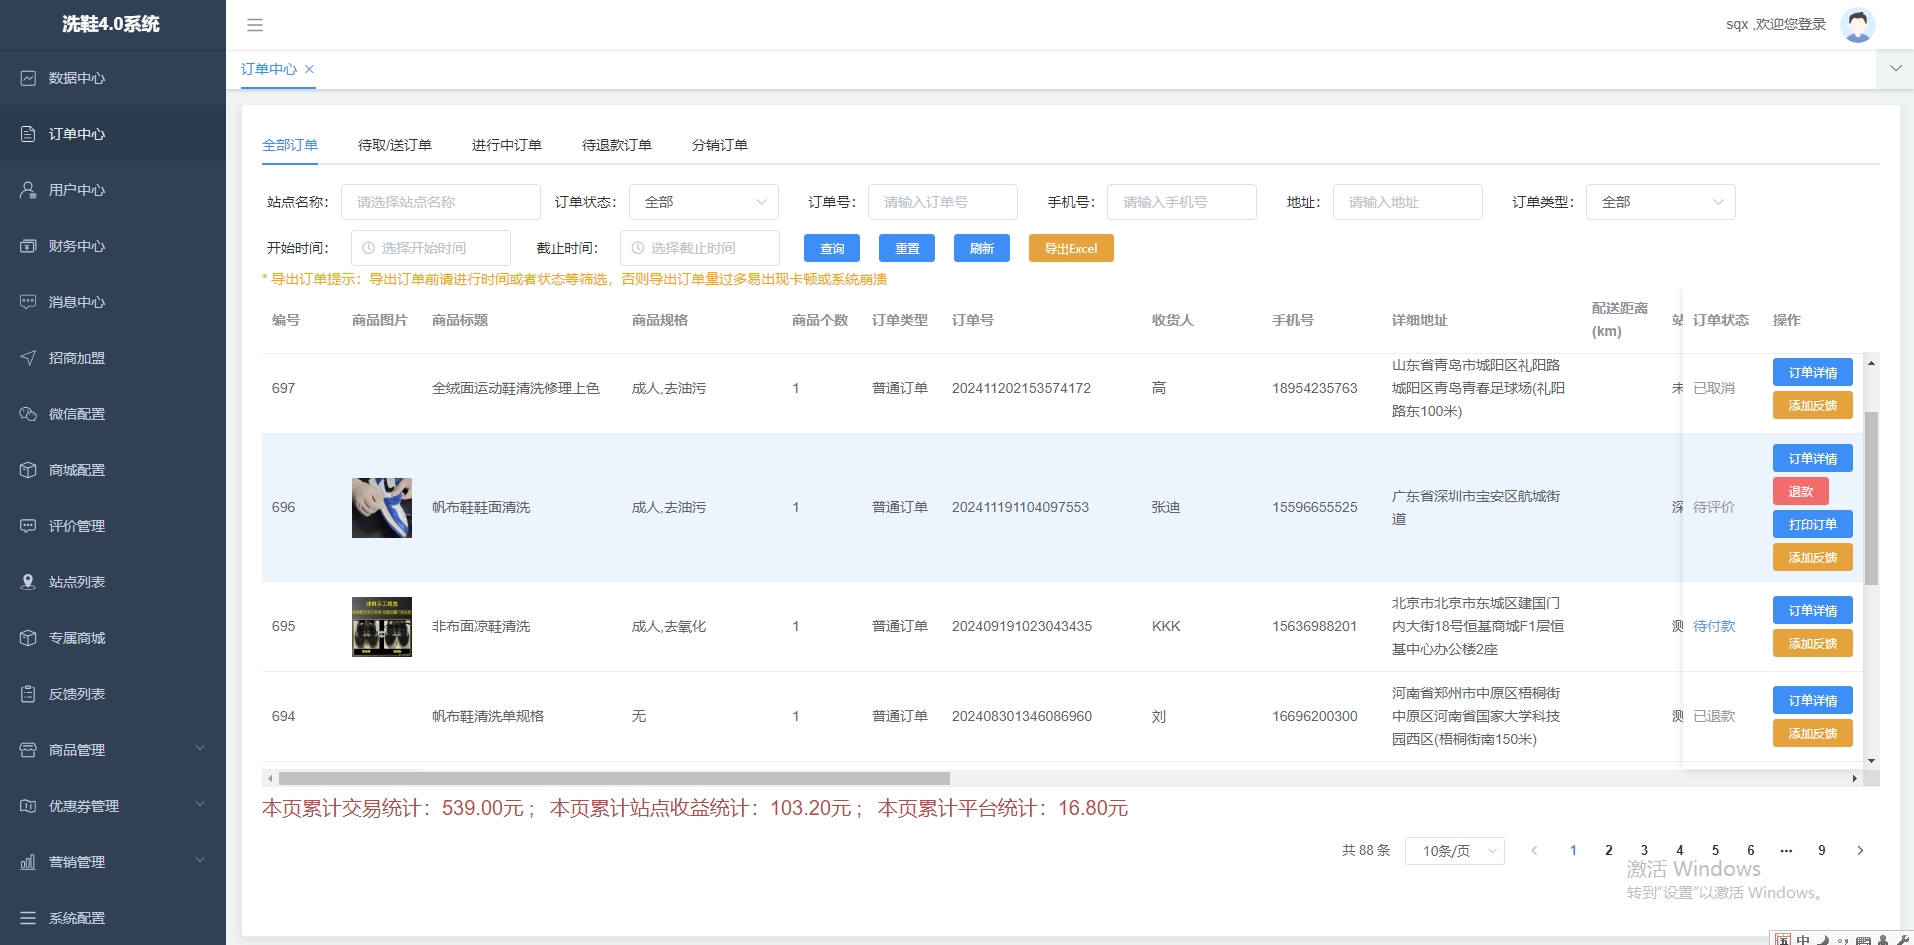 洗鞋4.0系统
sqx ,欢迎您登录
数据中心
订单中心
用户中心
财务中心
消息中心
招商加盟
微信配置
商城配置
评价管理
站点列表
专属商城
反馈列表
商品管理
优惠券管理
营销管理
系统配置
订单中心
全部订单 待取/送订单 进行中订单 待退款订单 分销订单
站点名称： 请选择站点名称 订单状态： 全部 订单号： 请输入订单号 手机号： 请输入手机号 地址： 请输入地址 订单类型： 全部
开始时间： 选择开始时间 截止时间： 选择截止时间 查询 重置 刷新 导出Excel
* 导出订单提示：导出订单前请进行时间或者状态等筛选，否则导出订单量过多易出现卡顿或系统崩溃
编号 商品图片 商品标题 商品规格 商品个数 订单类型 订单号 收货人 手机号 详细地址 配送距离(km) 站 订单状态 操作
697 全绒面运动鞋清洗修理上色 成人,去油污 1 普通订单 202411202153574172 高 18954235763 山东省青岛市城阳区礼阳路
城阳区青岛青春足球场(礼阳
路东100米) 未 已取消 订单详情
添加反馈
696 帆布鞋鞋面清洗 成人,去油污 1 普通订单 202411191104097553 张迪 15596655525 广东省深圳市宝安区航城街
道 深 待评价 订单详情
退款
打印订单
添加反馈
695 非布面凉鞋清洗 成人,去氧化 1 普通订单 202409191023043435 KKK 15636988201 北京市北京市东城区建国门
内大街18号恒基商城F1层恒
基中心办公楼2座 测 待付款 订单详情
添加反馈
694 帆布鞋清洗单规格 无 1 普通订单 202408301346086960 刘 16696200300 河南省郑州市中原区梧桐街
中原区河南省国家大学科技
园西区(梧桐街南150米) 测 已退款 订单详情
添加反馈
本页累计交易统计：539.00元； 本页累计站点收益统计：103.20元； 本页累计平台统计：16.80元
共 88 条 10条/页 1 2 3 4 5 6 ··· 9
激活 Windows
转到“设置”以激活 Windows。
五 中